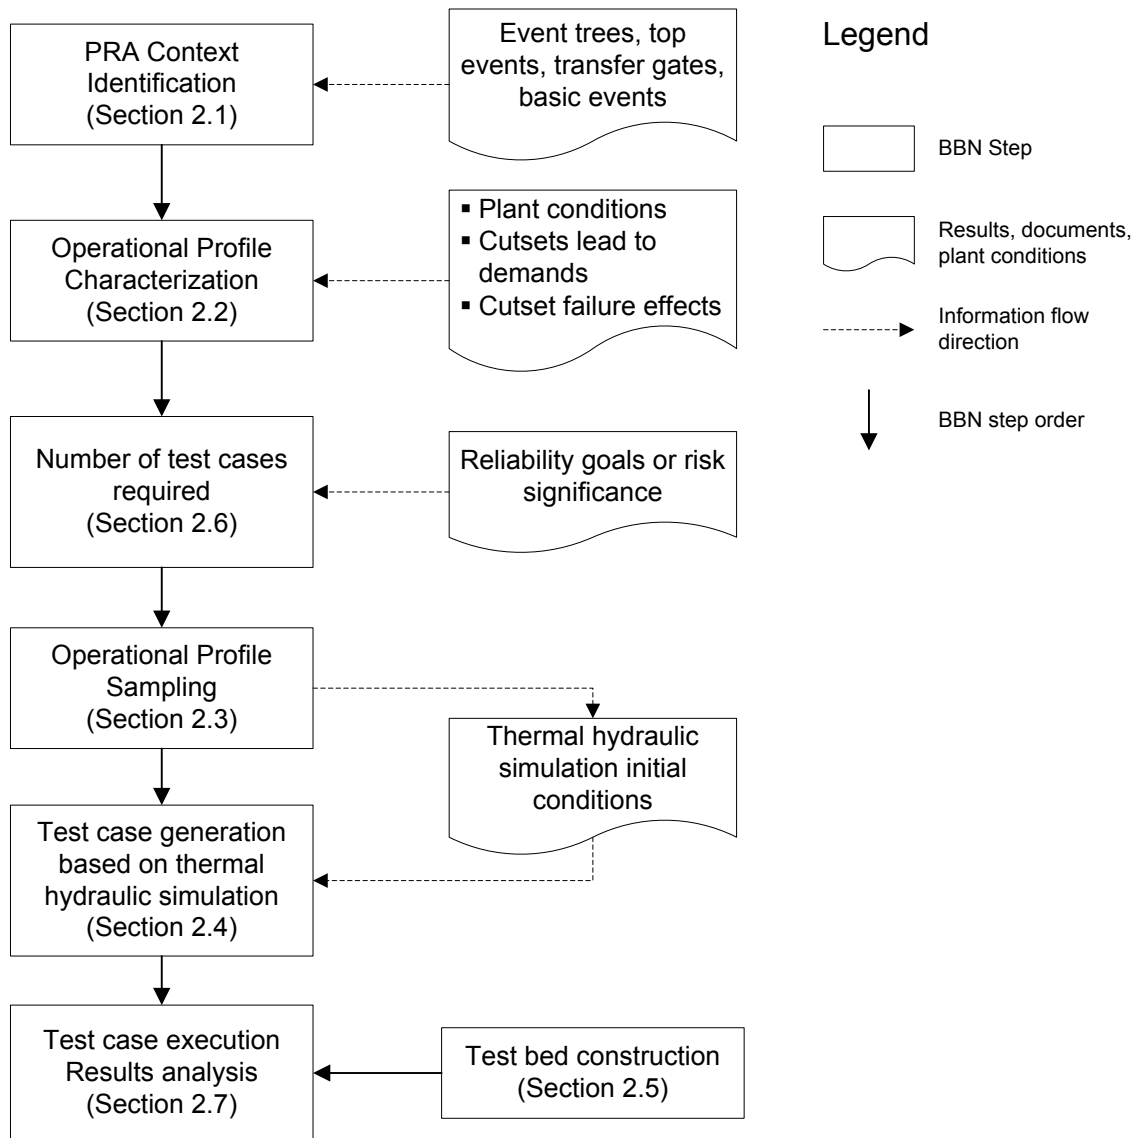 PRA Context
Identification
(Section 2.1)
Event trees, top
events, transfer gates,
basic events
Operational Profile
Characterization
(Section 2.2)
▪ Plant conditions
▪ Cutsets lead to
demands
▪ Cutset failure effects
Number of test cases
required
(Section 2.6)
Reliability goals or risk
significance
Operational Profile
Sampling
(Section 2.3)
Thermal hydraulic
simulation initial
conditions
Test case generation
based on thermal
hydraulic simulation
(Section 2.4)
Test case execution
Results analysis
(Section 2.7)
Test bed construction
(Section 2.5)
Legend
BBN Step
Results, documents,
plant conditions
Information flow
direction
BBN step order